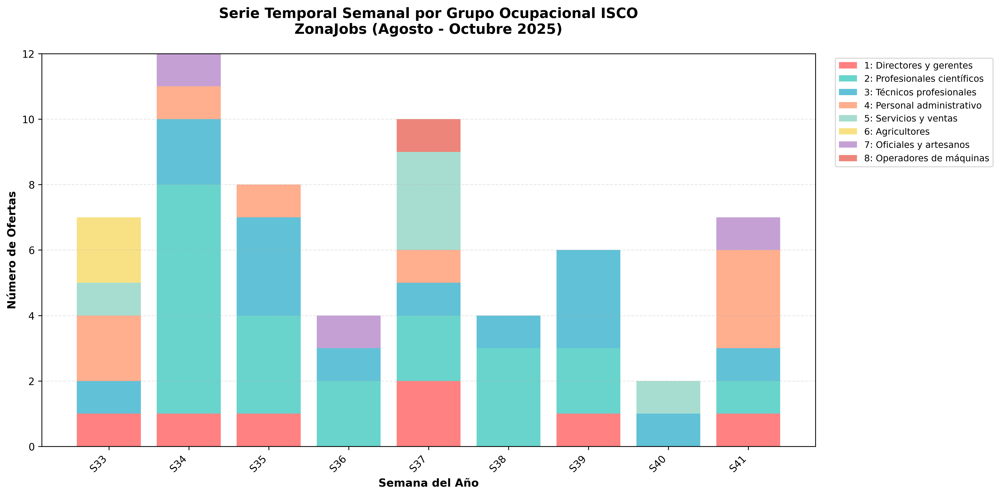 Serie Temporal Semanal por Grupo Ocupacional ISCO
ZonaJobs (Agosto - Octubre 2025)
Número de Ofertas
12
10
8
6
4
2
0
S33
S34
S35
S36
S37
S38
S39
S40
S41
Semana del Año
1: Directores y gerentes
2: Profesionales científicos
3: Técnicos profesionales
4: Personal administrativo
5: Servicios y ventas
6: Agricultores
7: Oficiales y artesanos
8: Operadores de máquinas